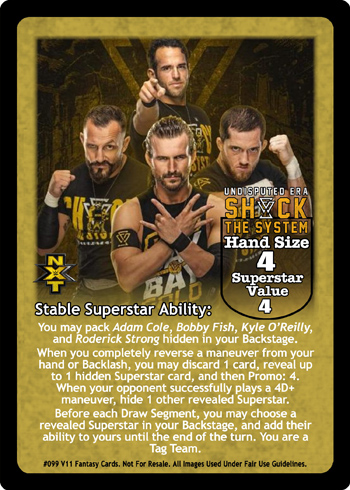 UNDISPUTED ERA
SHOCK
THE SYSTEM
Hand Size
4
Superstar
Value
4
NXT
Stable Superstar Ability:
You may pack Adam Cole, Bobby Fish, Kyle O'Reilly,
and Roderick Strong hidden in your Backstage.
When you completely reverse a maneuver from your
hand or Backlash, you may discard 1 card, reveal up
to 1 hidden Superstar card, and then Promo: 4.
When your opponent successfully plays a 4D+
maneuver, hide 1 other revealed Superstar.
Before each Draw Segment, you may choose a
revealed Superstar in your Backstage, and add their
ability to yours until the end of the turn. You are a
Tag Team.
#099 V11 Fantasy Cards. Not For Resale. All Images Used Under Fair Use Guidelines.